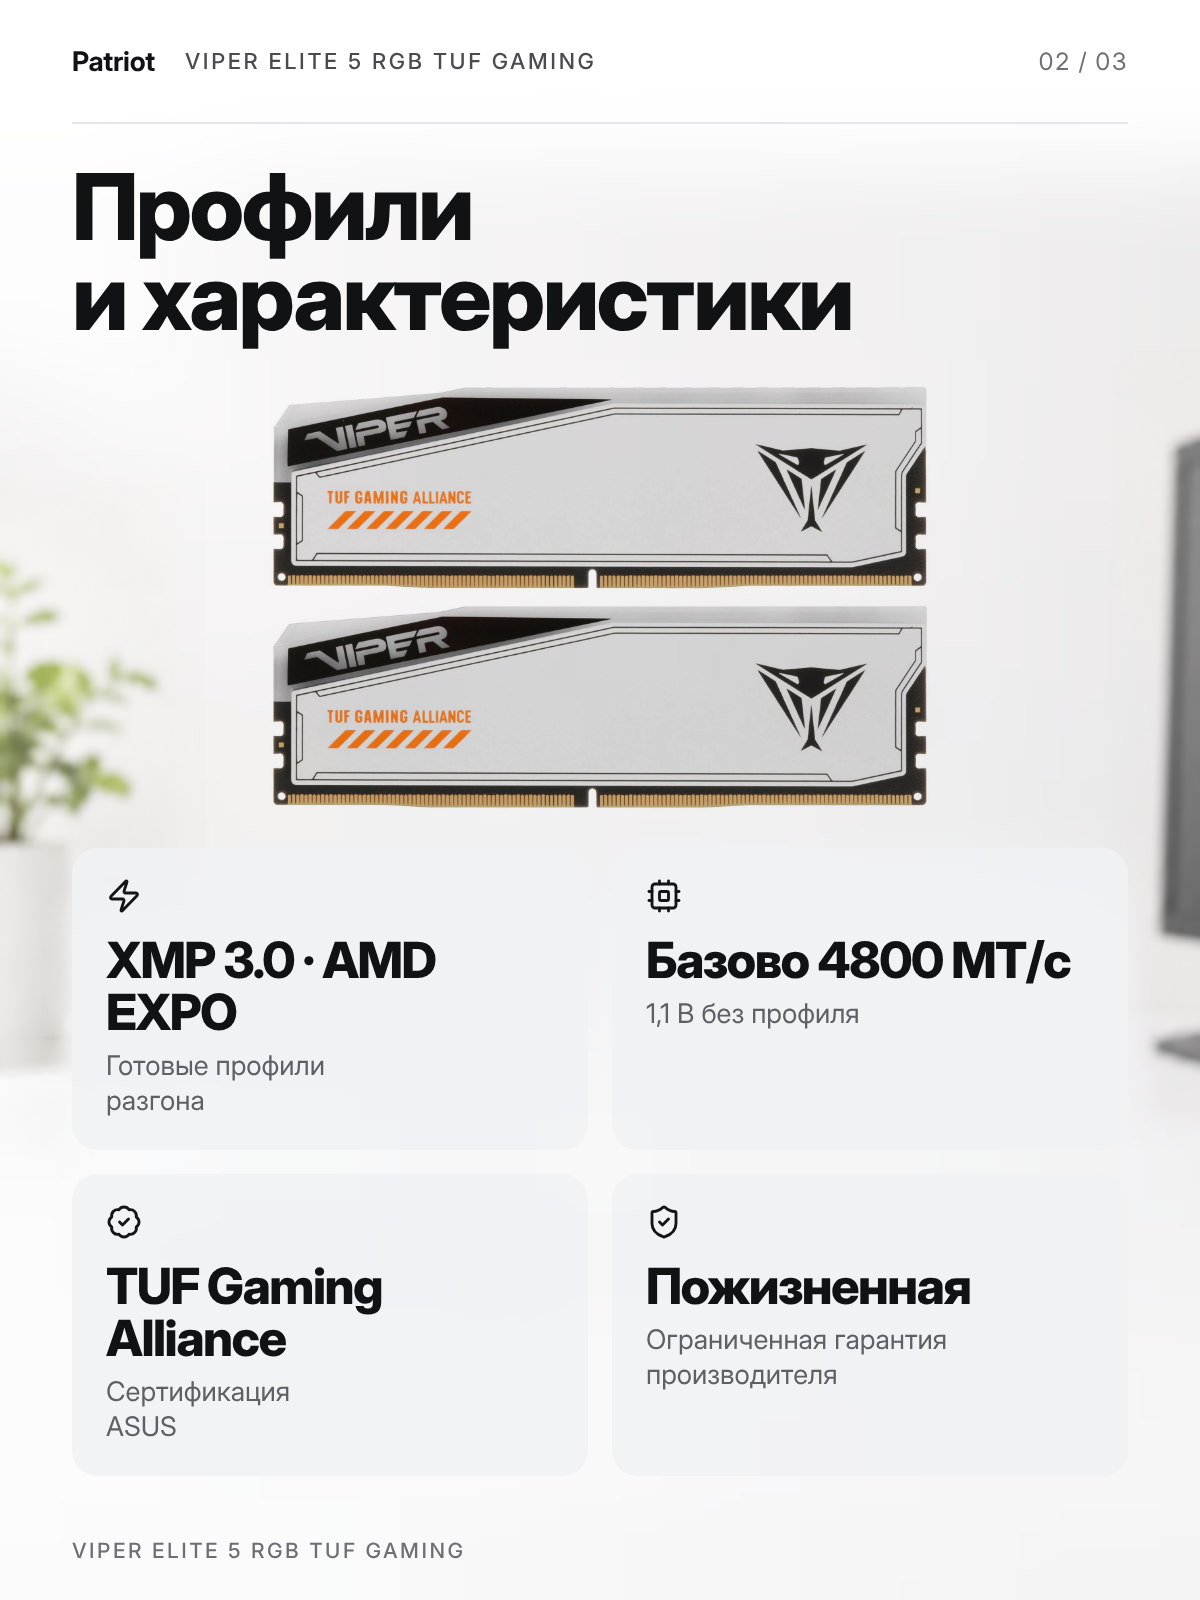 Patriot VIPER ELITE 5 RGB TUF GAMING 02 / 03
Профили
и характеристики
VIPER
TUF GAMING ALLIANCE
VIPER
TUF GAMING ALLIANCE
XMP 3.0 · AMD
EXPO
Готовые профили
разгона
Базово 4800 МТ/с
1,1 В без профиля
TUF Gaming
Alliance
Сертификация
ASUS
Пожизненная
Ограниченная гарантия
производителя
VIPER ELITE 5 RGB TUF GAMING